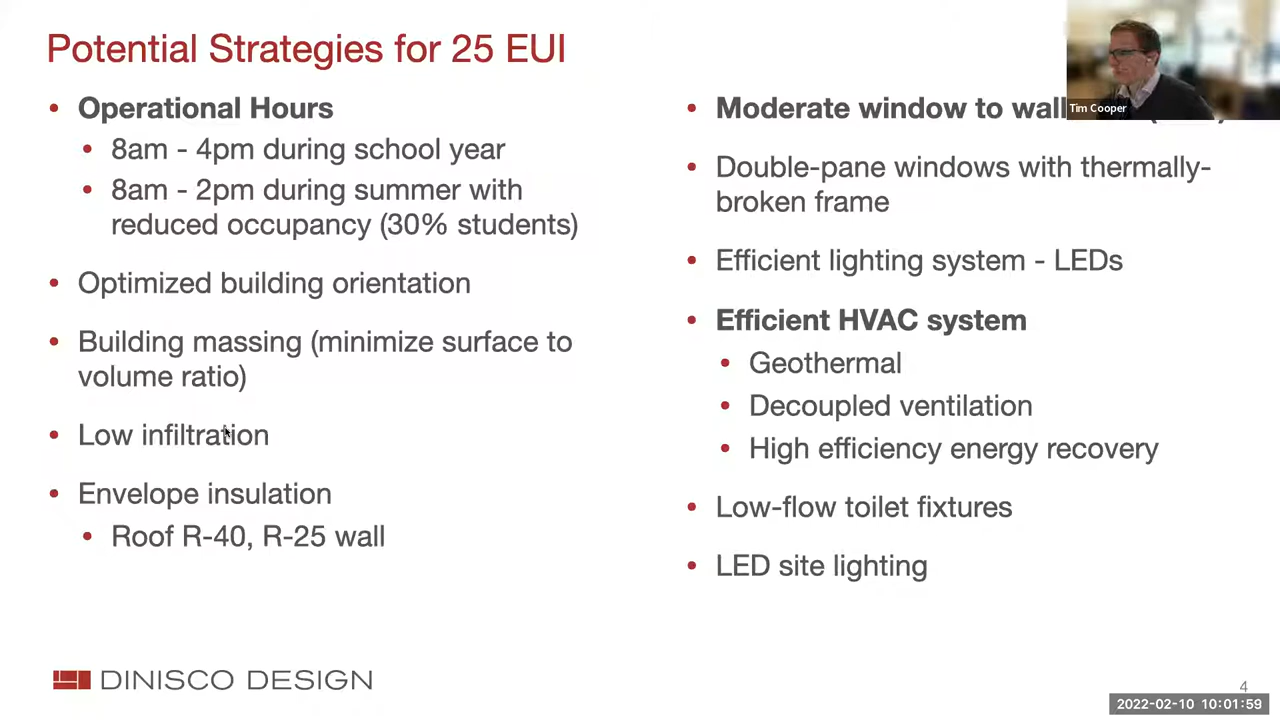 Potential Strategies for 25 EUI
• Operational Hours
• 8am - 4pm during school year
• 8am - 2pm during summer with
reduced occupancy (30% students)
• Optimized building orientation
• Building massing (minimize surface to
volume ratio)
• Low infiltration
• Envelope insulation
• Roof R-40, R-25 wall
• Moderate window to wall
• Double-pane windows with thermally-
broken frame
• Efficient lighting system - LEDs
• Efficient HVAC system
• Geothermal
• Decoupled ventilation
• High efficiency energy recovery
• Low-flow toilet fixtures
• LED site lighting
Tim Cooper
DINISCO DESIGN
4
2022-02-10 10:01:59